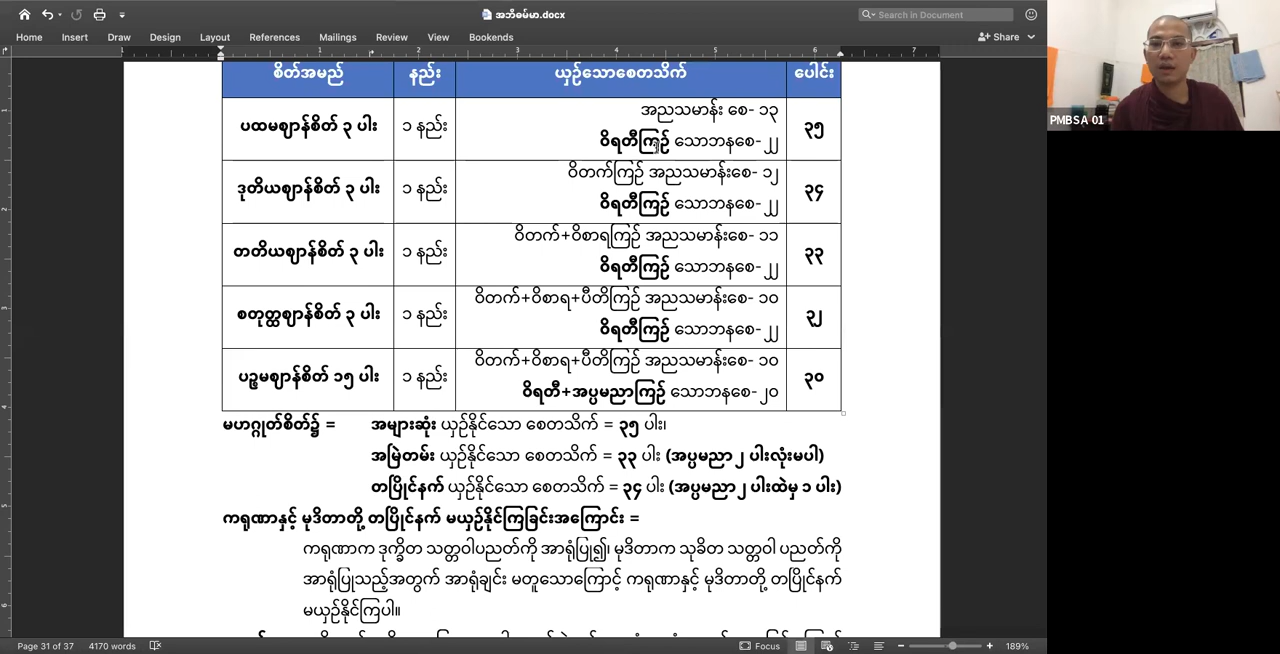 အဘိဓမ္မာ.docx
Search in Document
Home Insert Draw Design Layout References Mailings Review View Bookends
Share
1 1 2 3 4 5 6 7
စိတ်အမည် နည်း ယှဉ်သောစေတသိက် ပေါင်း
ပထမဈာန်စိတ် ၃ ပါး ၁ နည်း အညသမာန်း စေ- ၁၃
ဝိရတီကြဉ် သောဘနစေ-၂၂ ၃၅
ဒုတိယဈာန်စိတ် ၃ ပါး ၁ နည်း ဝိတက်ကြဉ် အညသမာန်းစေ- ၁၂
ဝိရတီကြဉ် သောဘနစေ-၂၂ ၃၄
တတိယဈာန်စိတ် ၃ ပါး ၁ နည်း ဝိတက်+ဝိစာရကြဉ် အညသမာန်းစေ- ၁၁
ဝိရတီကြဉ် သောဘနစေ-၂၂ ၃၃
စတုတ္ထဈာန်စိတ် ၃ ပါး ၁ နည်း ဝိတက်+ဝိစာရ+ပီတိကြဉ် အညသမာန်းစေ- ၁၀
ဝိရတီကြဉ် သောဘနစေ-၂၂ ၃၂
ပဉ္စမဈာန်စိတ် ၁၅ ပါး ၁ နည်း ဝိတက်+ဝိစာရ+ပီတိကြဉ် အညသမာန်းစေ- ၁၀
ဝိရတီ+အပ္ပမညာကြဉ် သောဘနစေ-၂၀ ၃၀
မဟဂ္ဂုတ်စိတ်၌ = အများဆုံး ယှဉ်နိုင်သော စေတသိက် = ၃၅ ပါး၊
အမြဲတမ်း ယှဉ်နိုင်သော စေတသိက် = ၃၃ ပါး (အပ္ပမညာ၂ ပါးလုံးမပါ)
တပြိုင်နက် ယှဉ်နိုင်သော စေတသိက် = ၃၄ ပါး (အပ္ပမညာ၂ ပါးထဲမှ ၁ ပါး)
ကရုဏာနှင့် မုဒိတာတို့ တပြိုင်နက် မယှဉ်နိုင်ကြခြင်းအကြောင်း =
ကရုဏာက ဒုက္ခိတ သတ္တဝါပညတ်ကို အာရုံပြု၍၊ မုဒိတာက သုခိတ သတ္တဝါ ပညတ်ကို
အာရုံပြုသည့်အတွက် အာရုံချင်း မတူသောကြောင့် ကရုဏာနှင့် မုဒိတာတို့ တပြိုင်နက်
မယှဉ်နိုင်ကြပါ။
Page 31 of 37 4170 words Focus 189%
PMBSA 01